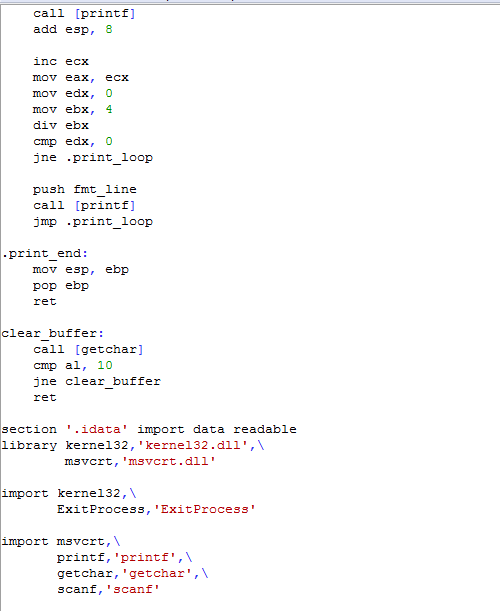 call [printf]
add esp, 8
inc ecx
mov eax, ecx
mov edx, 0
mov ebx, 4
div ebx
cmp edx, 0
jne .print_loop
push fmt_line
call [printf]
jmp .print_loop
.print_end:
mov esp, ebp
pop ebp
ret
clear_buffer:
call [getchar]
cmp al, 10
jne clear_buffer
ret
section '.idata' import data readable
library kernel32,'kernel32.dll',\
msvcrt,'msvcrt.dll'
import kernel32,\
ExitProcess,'ExitProcess'
import msvcrt,\
printf,'printf',\
getchar,'getchar',\
scanf,'scanf'